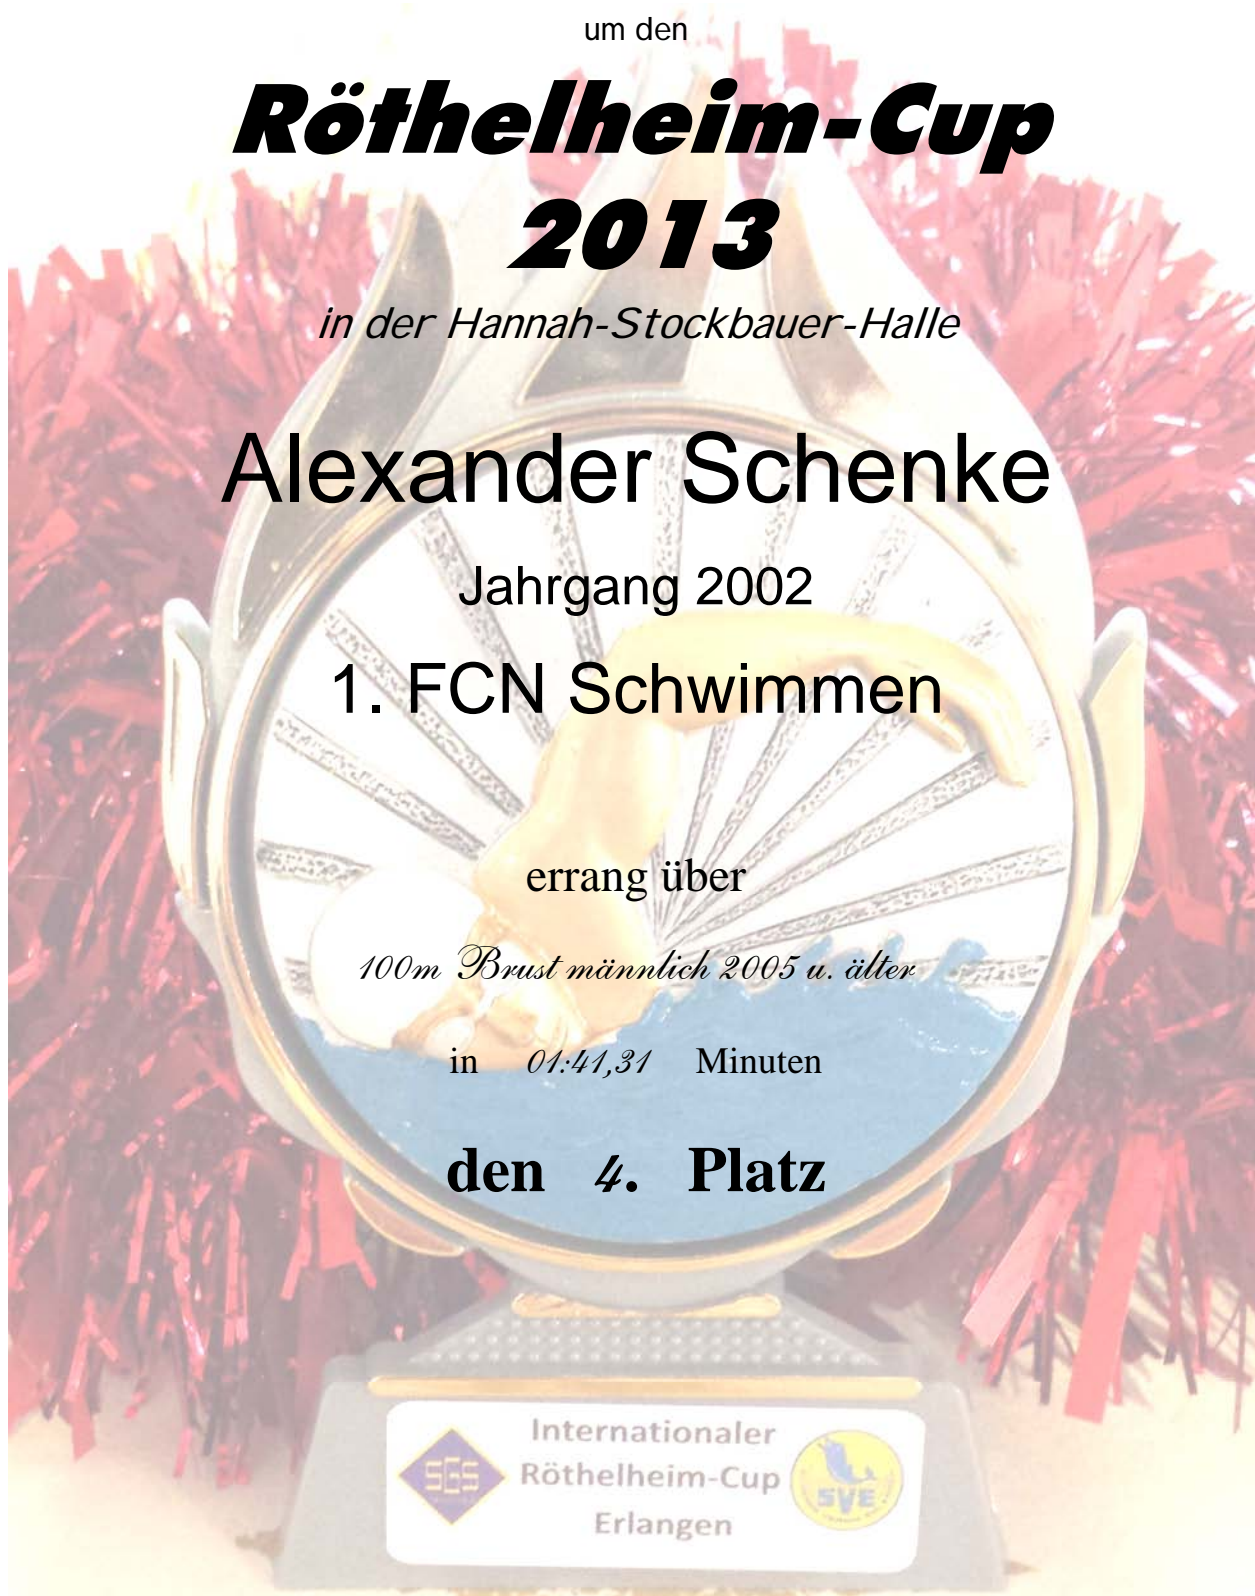 um den
Röthelheim-Cup
2013
in der Hannah-Stockbauer-Halle
Alexander Schenke
Jahrgang 2002
1. FCN Schwimmen
errang über
100m Brust männlich 2005 u. älter
in 01:41,31 Minuten
den 4. Platz
Internationaler
Röthelheim-Cup
Erlangen
SGS
SVE